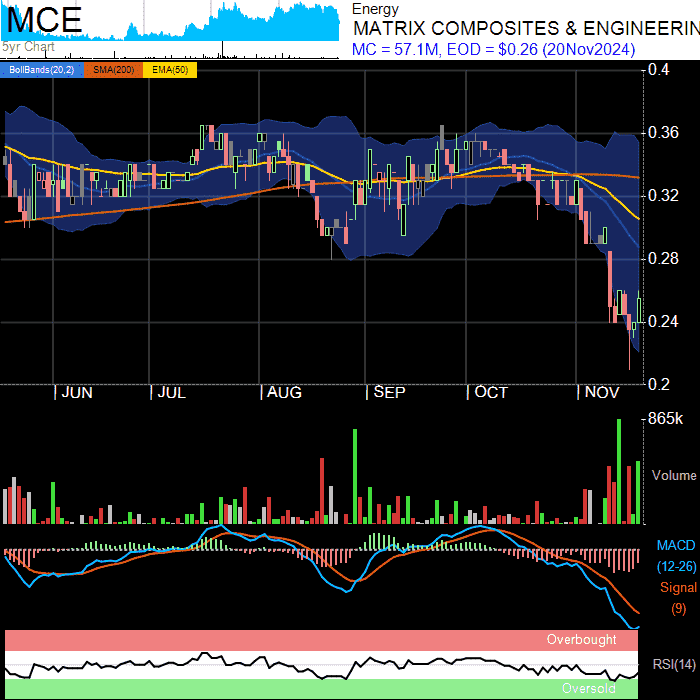 MCE
5yr Chart
Energy
MATRIX COMPOSITES & ENGINEERIN
MC = 57.1M, EOD = $0.26 (20Nov2024)
BollBands(20,2) SMA(200) EMA(50)
0.4
0.36
0.32
0.28
0.24
0.2
JUN JUL AUG SEP OCT NOV
865k
Volume
MACD
(12-26)
Signal
(9)
Overbought
RSI(14)
Oversold